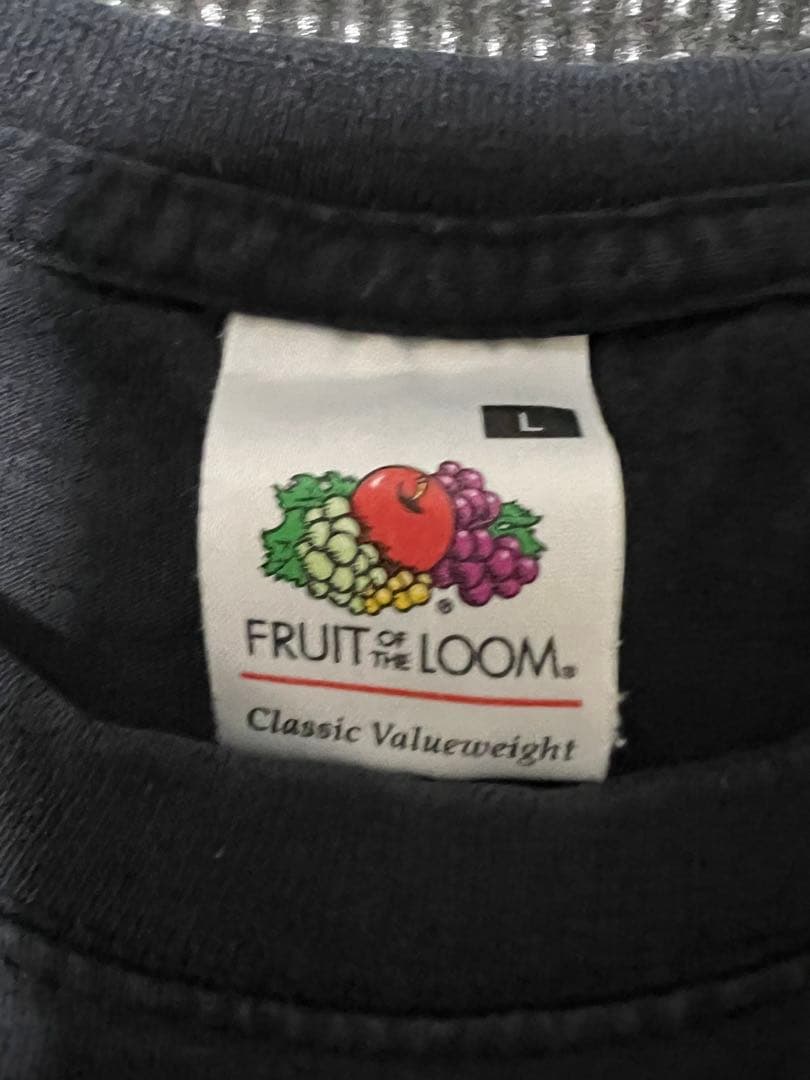 L
FRUIT OF THE LOOM®
Classic Valueweight